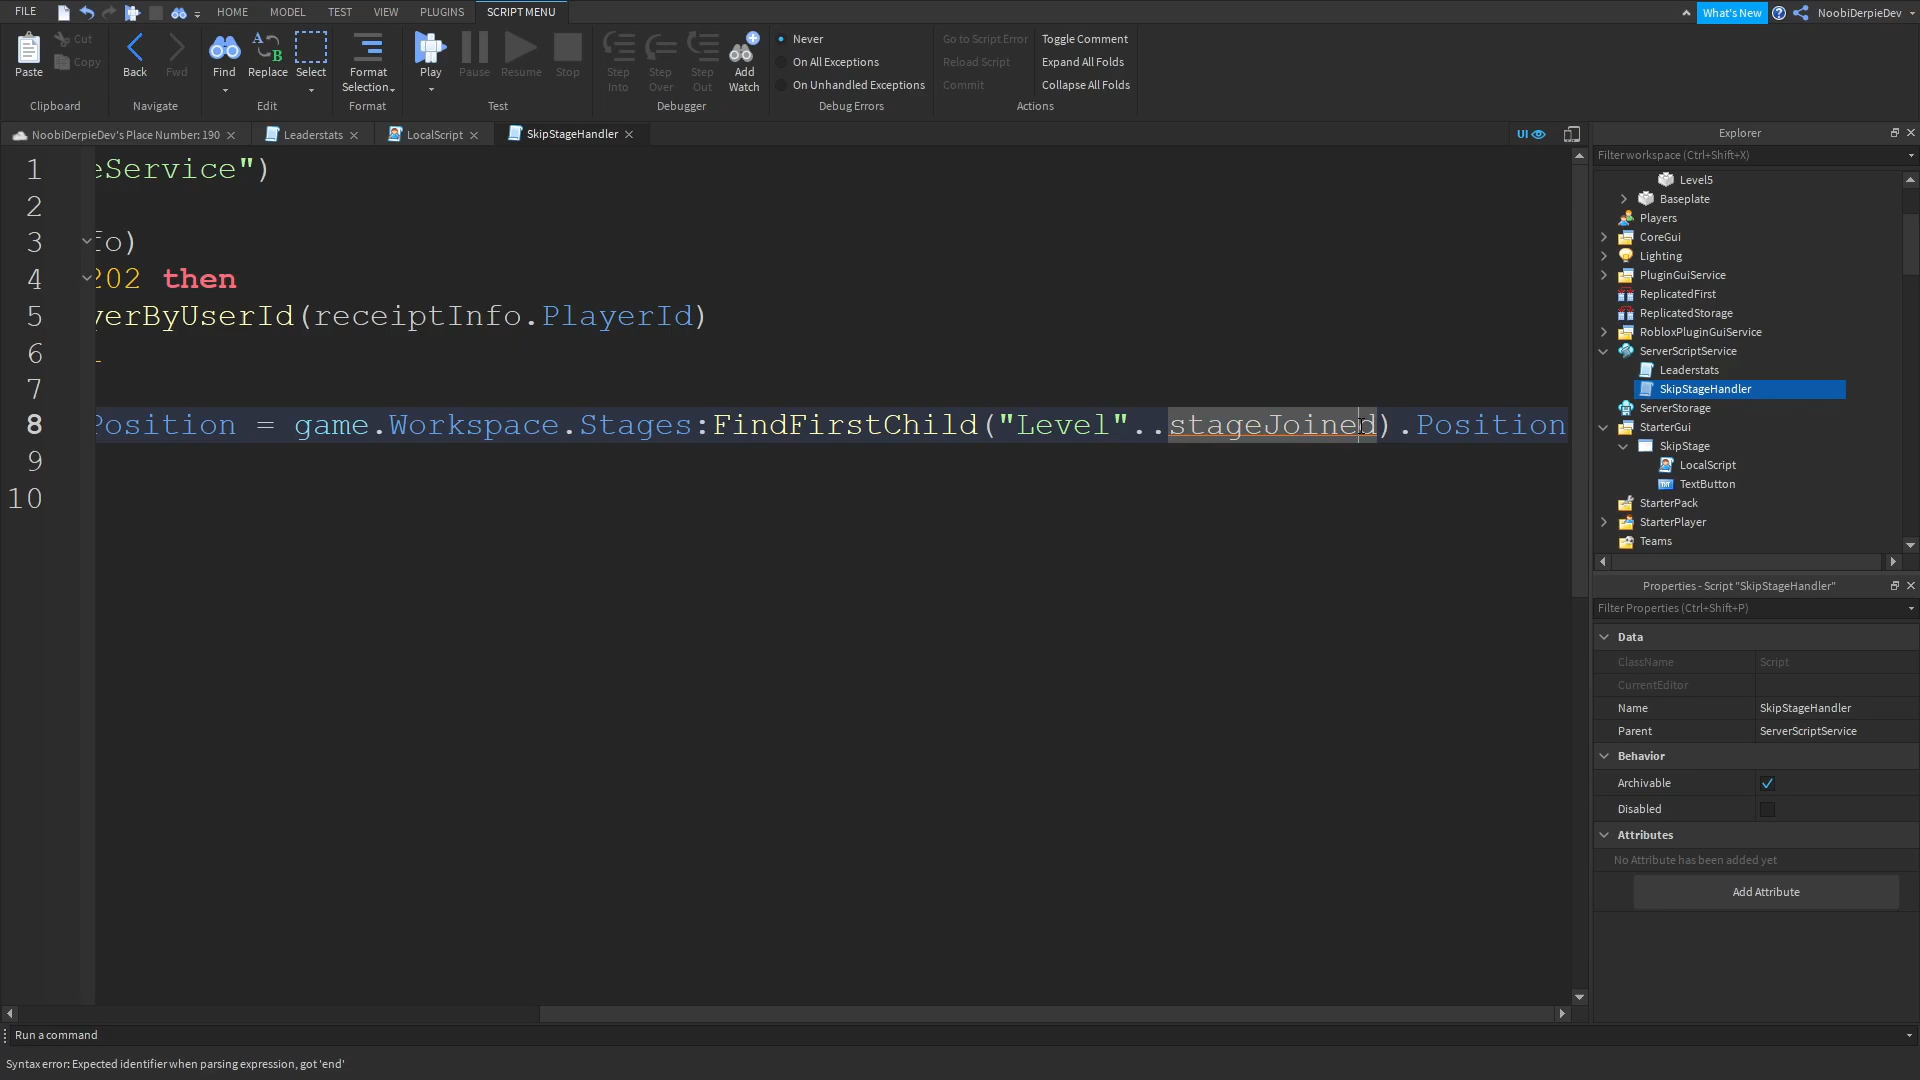 FILE HOME MODEL TEST VIEW PLUGINS SCRIPT MENU What's New NoobiDerpieDev
Paste Cut Copy Back Fwd Find Replace Select Format Selection Play Pause Resume Stop Step Into Step Over Step Out Add Watch
Never Go to Script Error Toggle Comment
On All Exceptions Reload Script Expand All Folds
On Unhandled Exceptions Commit Collapse All Folds
Clipboard Navigate Edit Format Test Debugger Debug Errors Actions
NoobiDerpieDev's Place Number: 190 Leaderstats LocalScript SkipStageHandler UI
1 eService")
2
3 fo)
4 202 then
5 yerByUserId(receiptInfo.PlayerId)
6
7
8 Position = game.Workspace.Stages:FindFirstChild("Level"..stageJoined).Position
9
10
Explorer
Filter workspace (Ctrl+Shift+X)
Level5
Baseplate
Players
CoreGui
Lighting
PluginGuiService
ReplicatedFirst
ReplicatedStorage
RobloxPluginGuiService
ServerScriptService
Leaderstats
SkipStageHandler
ServerStorage
StarterGui
SkipStage
LocalScript
TextButton
StarterPack
StarterPlayer
Teams
Properties - Script "SkipStageHandler"
Filter Properties (Ctrl+Shift+P)
Data
ClassName Script
CurrentEditor
Name SkipStageHandler
Parent ServerScriptService
Behavior
Archivable
Disabled
Attributes
No Attribute has been added yet
Add Attribute
Run a command
Syntax error: Expected identifier when parsing expression, got 'end'